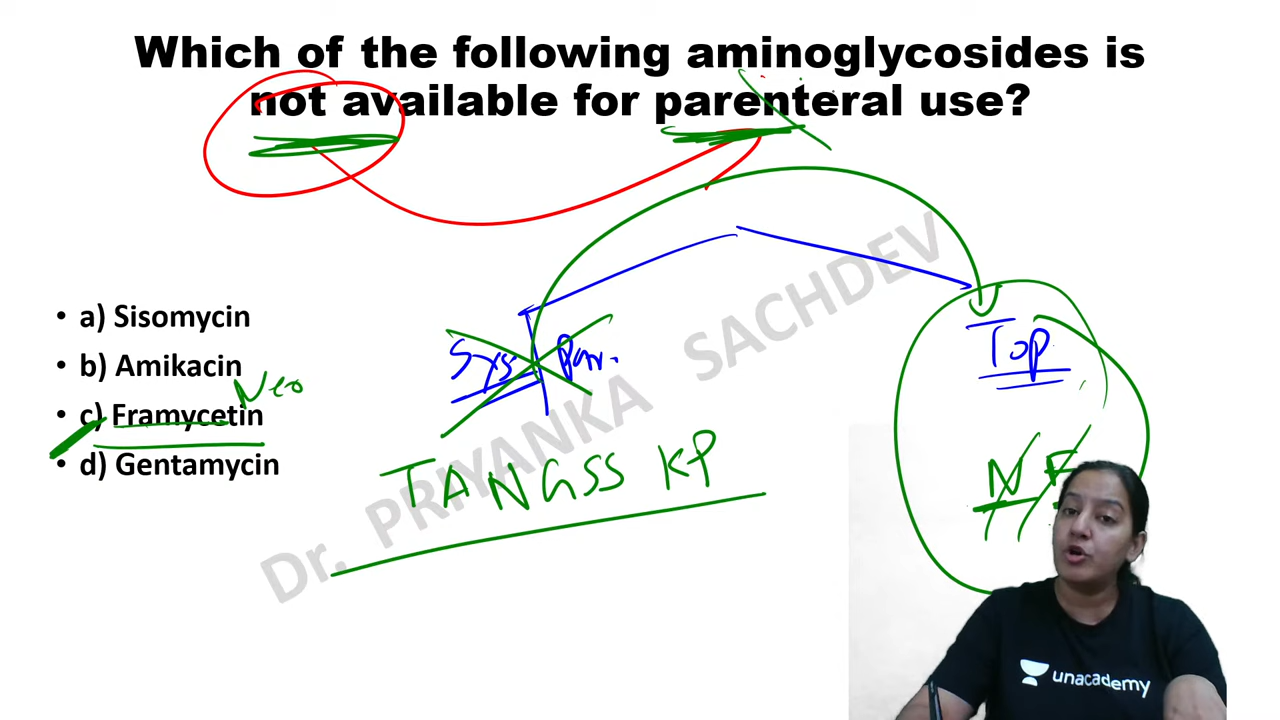 Which of the following aminoglycosides is
not available for parenteral use?
• a) Sisomycin
• b) Amikacin
Neo
• c) Framycetin
• d) Gentamycin
Sys Par.
Top
TANGSS KP
N F
Dr. PRIYANKA SACHDEV
unacademy